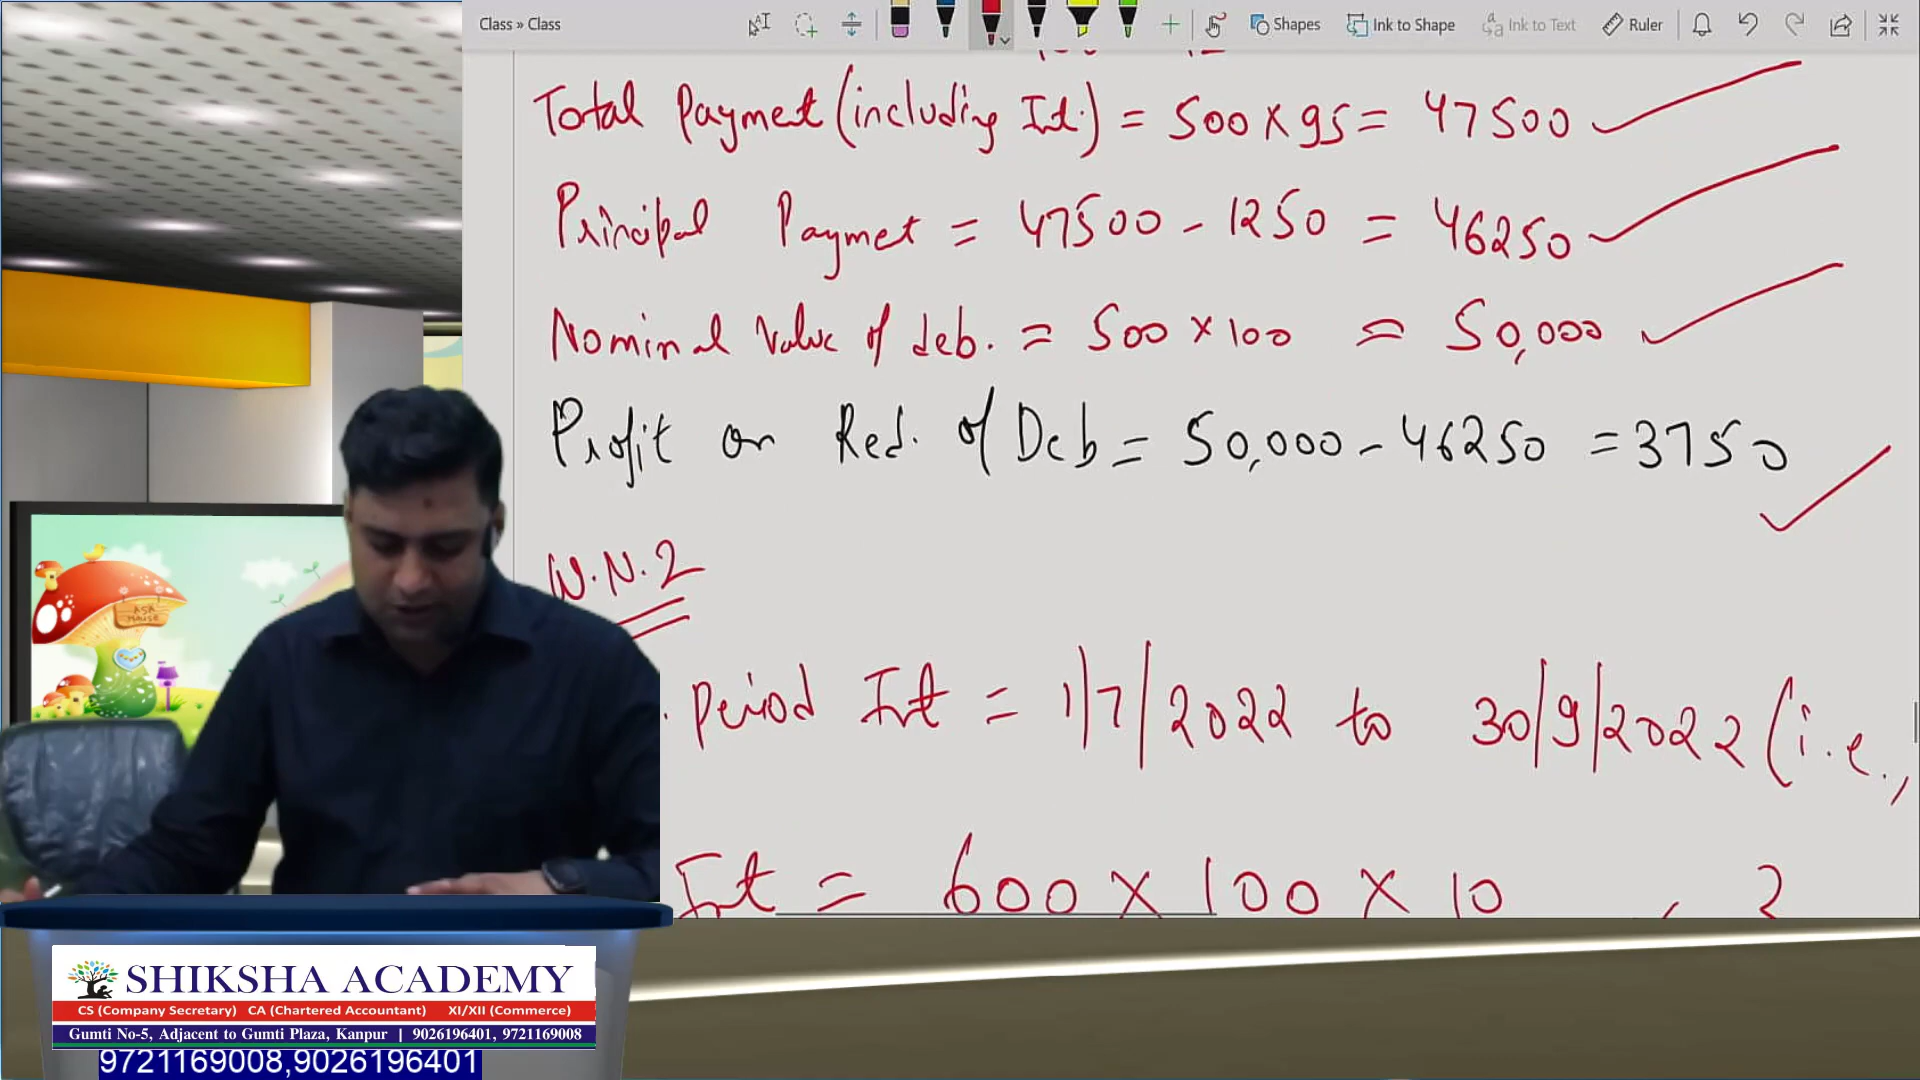 Class » Class
Shapes
Ink to Shape
Ink to Text
Ruler
Total Paymet (including Int.) = 500 × 95 = 47500
Principal Paymet = 47500 - 1250 = 46250
Nominal Value of deb. = 500 × 100 = 50,000
Profit on Red. of Deb = 50,000 - 46250 = 3750
W.N.2
Period Int = 1/7/2022 to 30/9/2022 (i.e.,
Int = 600 × 100 × 10
SHIKSHA ACADEMY
CS (Company Secretary) CA (Chartered Accountant) XI/XII (Commerce)
Gumti No-5, Adjacent to Gumti Plaza, Kanpur | 9026196401, 9721169008
9721169008,9026196401